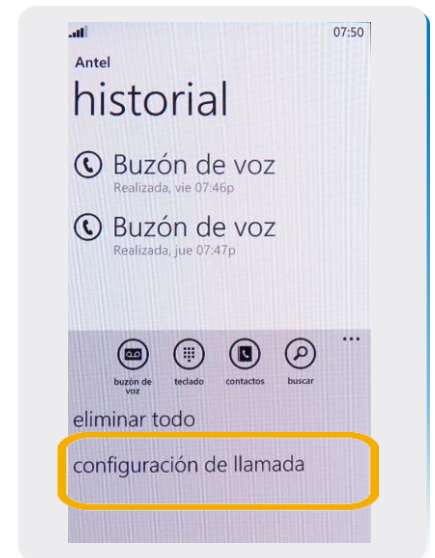 07:50
Antel
historial
Buzón de voz
Realizada, vie 07:46p
Buzón de voz
Realizada, jue 07:47p
...
buzón de
voz
teclado
contactos
buscar
eliminar todo
configuración de llamada